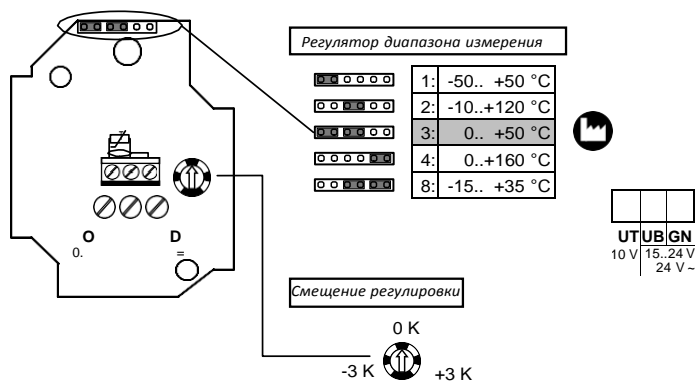 Регулятор диапазона измерения
1: -50.. +50 °C
2: -10..+120 °C
3: 0.. +50 °C
4: 0..+160 °C
8: -15.. +35 °C
O D
0. =
UT UB GN
10 V 15..24 V
24 V ~
Смещение регулировки
0 K
-3 K +3 K